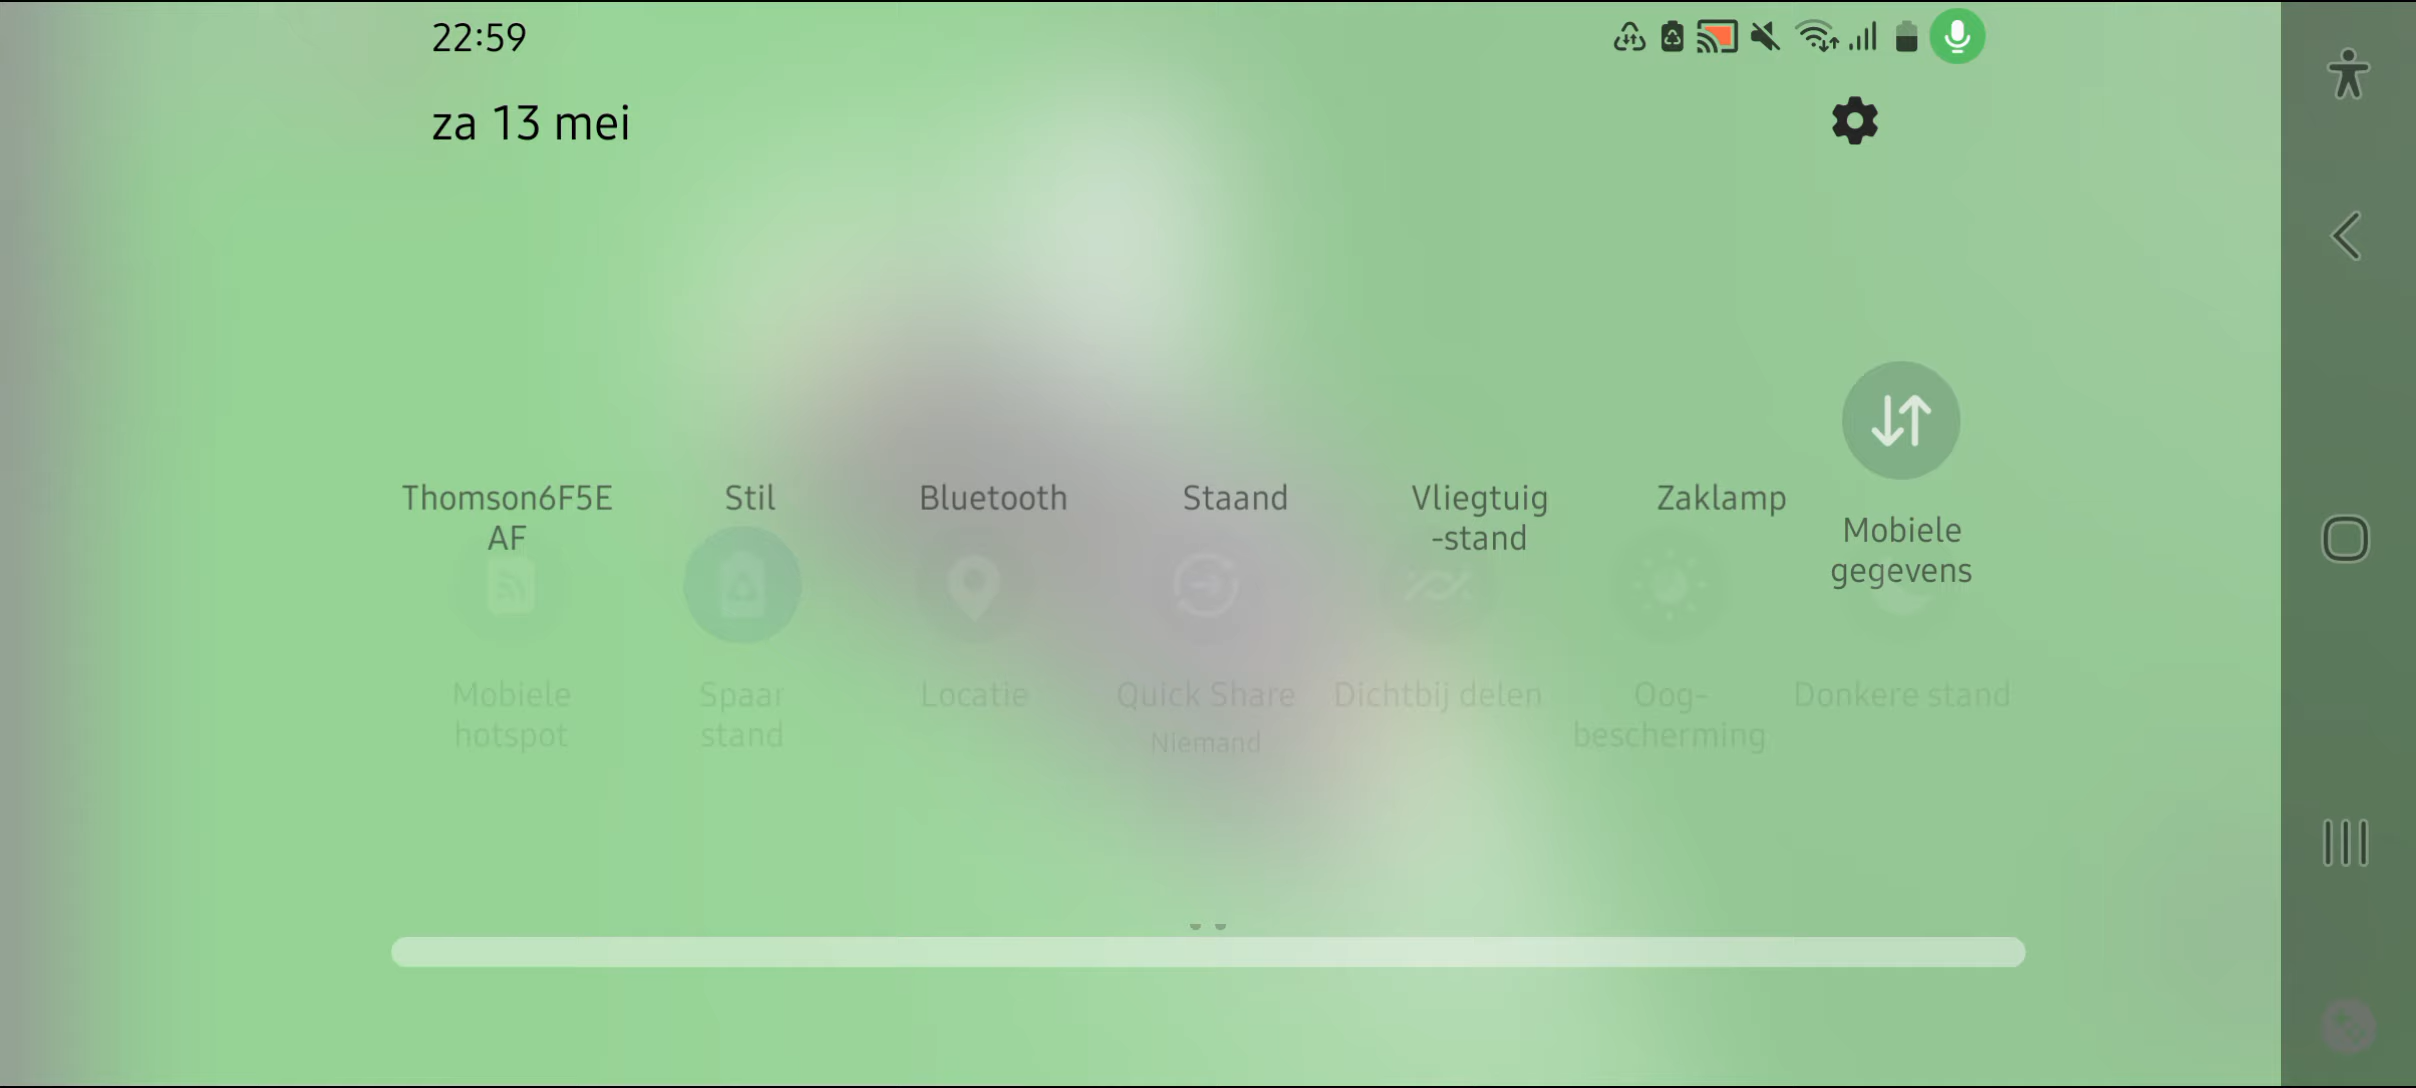 22:59
za 13 mei
Thomson6F5E
AF
Stil
Bluetooth
Staand
Vliegtuig
-stand
Zaklamp
Mobiele
gegevens
Mobiele
hotspot
Spaar
stand
Locatie
Quick Share
Niemand
Dichtbij delen
Oog-
bescherming
Donkere stand